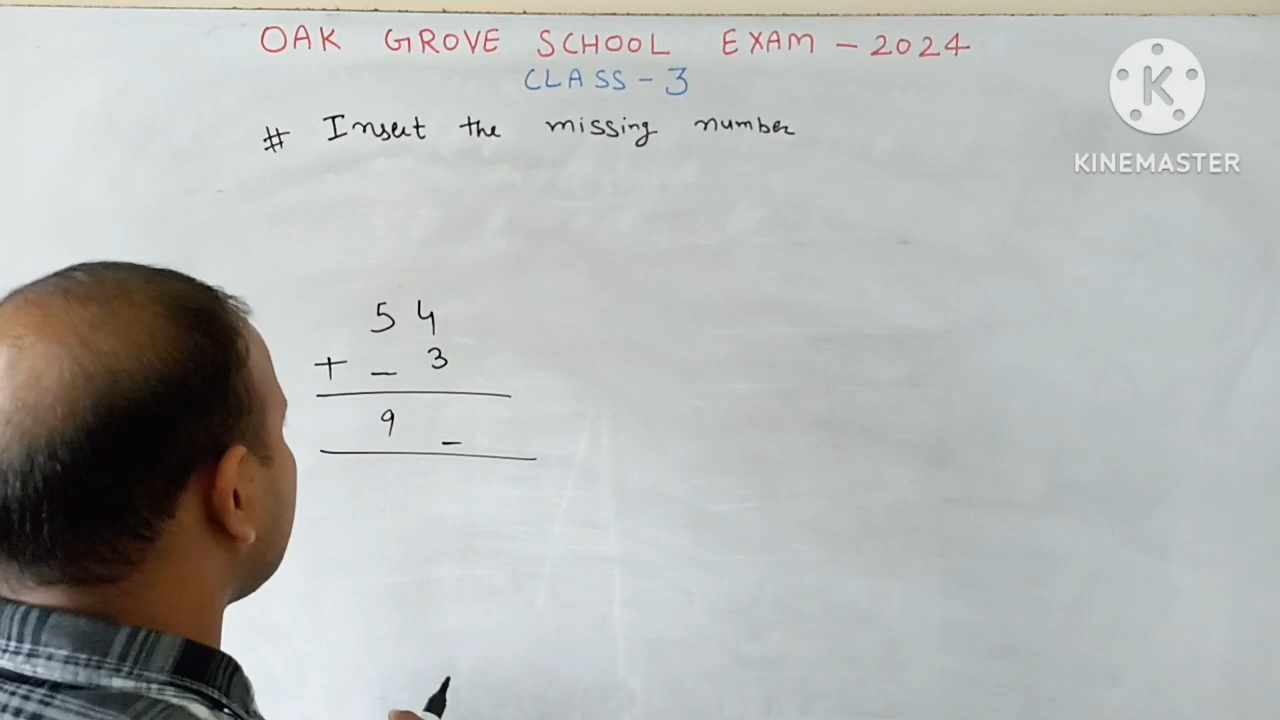 OAK GROVE SCHOOL EXAM - 2024
CLASS - 3
# Insert the missing number
K
KINEMASTER
5 4
+ _ 3
9 _